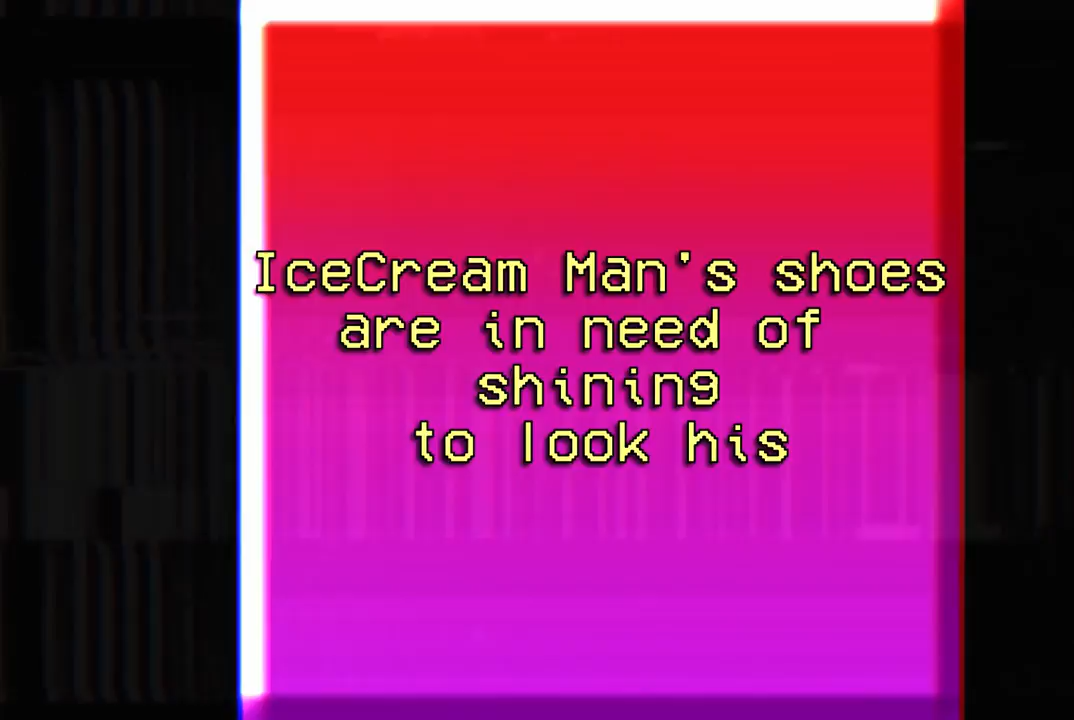 IceCream Man's shoes
are in need of
shining
to look his